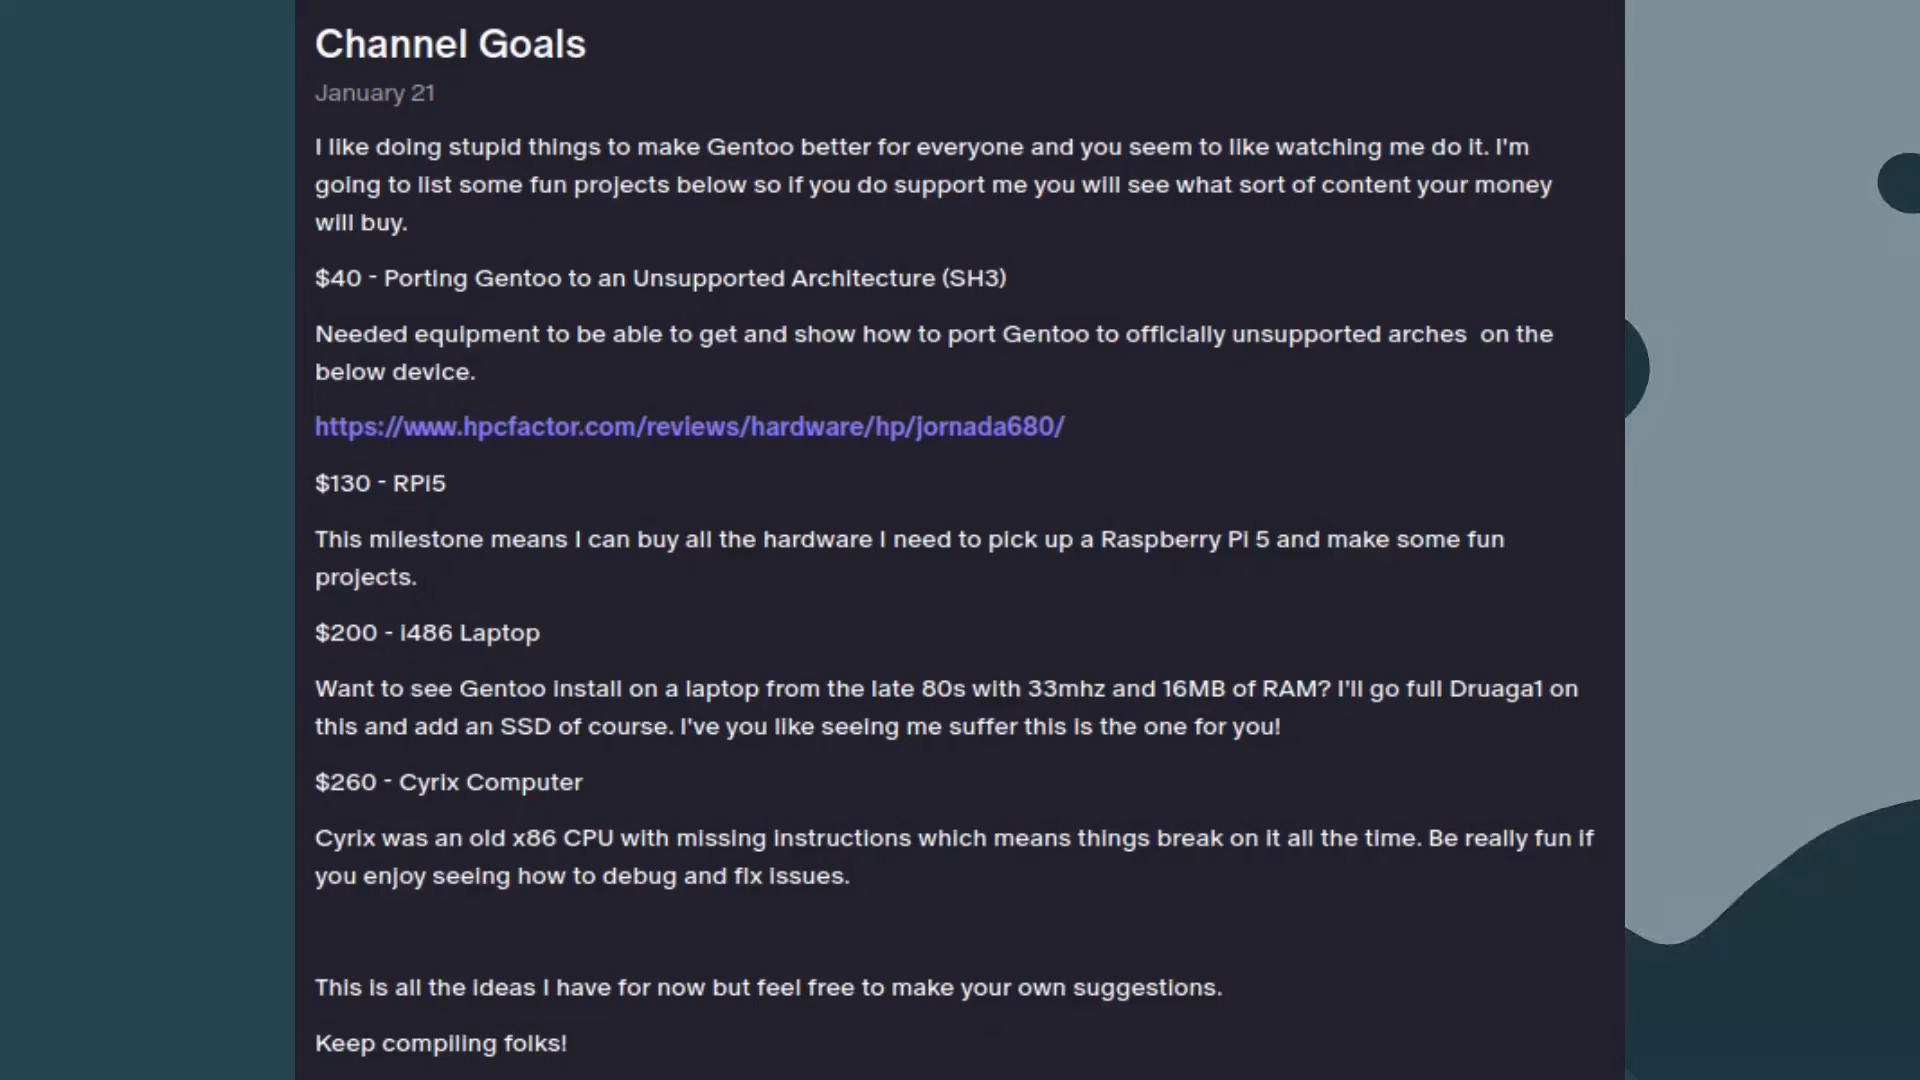 Channel Goals
January 21
I like doing stupid things to make Gentoo better for everyone and you seem to like watching me do it. I'm
going to list some fun projects below so if you do support me you will see what sort of content your money
will buy.
$40 - Porting Gentoo to an Unsupported Architecture (SH3)
Needed equipment to be able to get and show how to port Gentoo to officially unsupported arches  on the
below device.
https://www.hpcfactor.com/reviews/hardware/hp/jornada680/
$130 - RPi5
This milestone means I can buy all the hardware I need to pick up a Raspberry Pi 5 and make some fun
projects.
$200 - i486 Laptop
Want to see Gentoo install on a laptop from the late 80s with 33mhz and 16MB of RAM? I'll go full Druaga1 on
this and add an SSD of course. I've you like seeing me suffer this is the one for you!
$260 - Cyrix Computer
Cyrix was an old x86 CPU with missing instructions which means things break on it all the time. Be really fun if
you enjoy seeing how to debug and fix issues.
This is all the ideas I have for now but feel free to make your own suggestions.
Keep compiling folks!